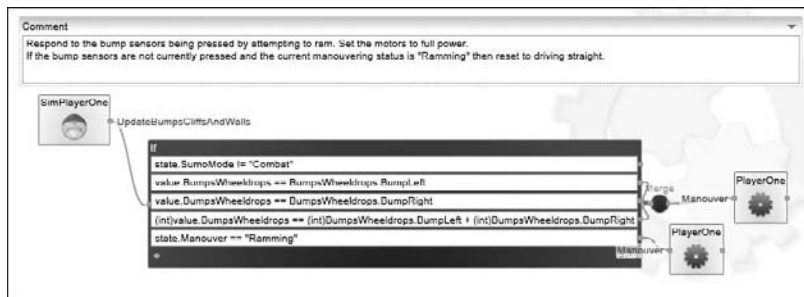 Comment
Respond to the bump sensors being pressed by attempting to ram. Set the motors to full power.
If the bump sensors are not currently pressed and the current manouvering status is "Ramming" then reset to driving straight.
SimPlayerOne
UpdateBumpsCliffsAndWalls
If
state.SumoMode != "Combat"
value.BumpsWheeldrops == BumpsWheeldrops.BumpLeft
value.BumpsWheeldrops == BumpsWheeldrops.BumpRight
(int)value.BumpsWheeldrops == (int)BumpsWheeldrops.BumpLeft + (int)BumpsWheeldrops.BumpRight
state.Manouver == "Ramming"
+
Merge
Manouver
PlayerOne
Manouver
PlayerOne